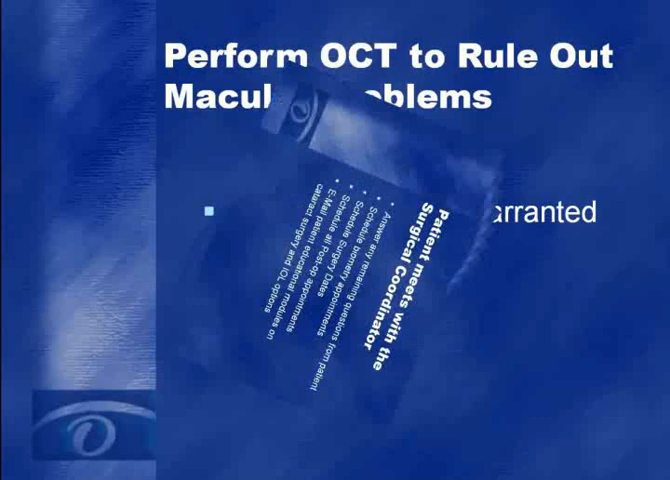 Perform OCT to Rule Out
Macul oblems
arranted
Patient meets with the
Surgical Coordinator
Answer any remaining questions from patient
Schedule biometry appointments
Schedule Surgery Dates
Schedule all Post-op appointments
E-Mail patient educational modules on
cataract surgery and IOL options